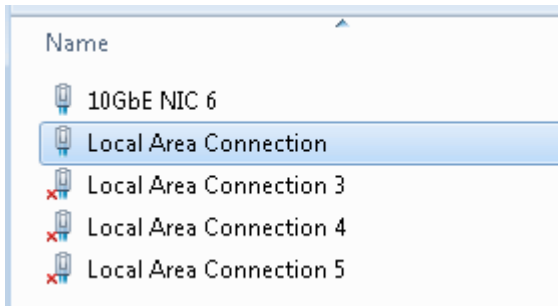 Name
10GbE NIC 6
Local Area Connection
Local Area Connection 3
Local Area Connection 4
Local Area Connection 5